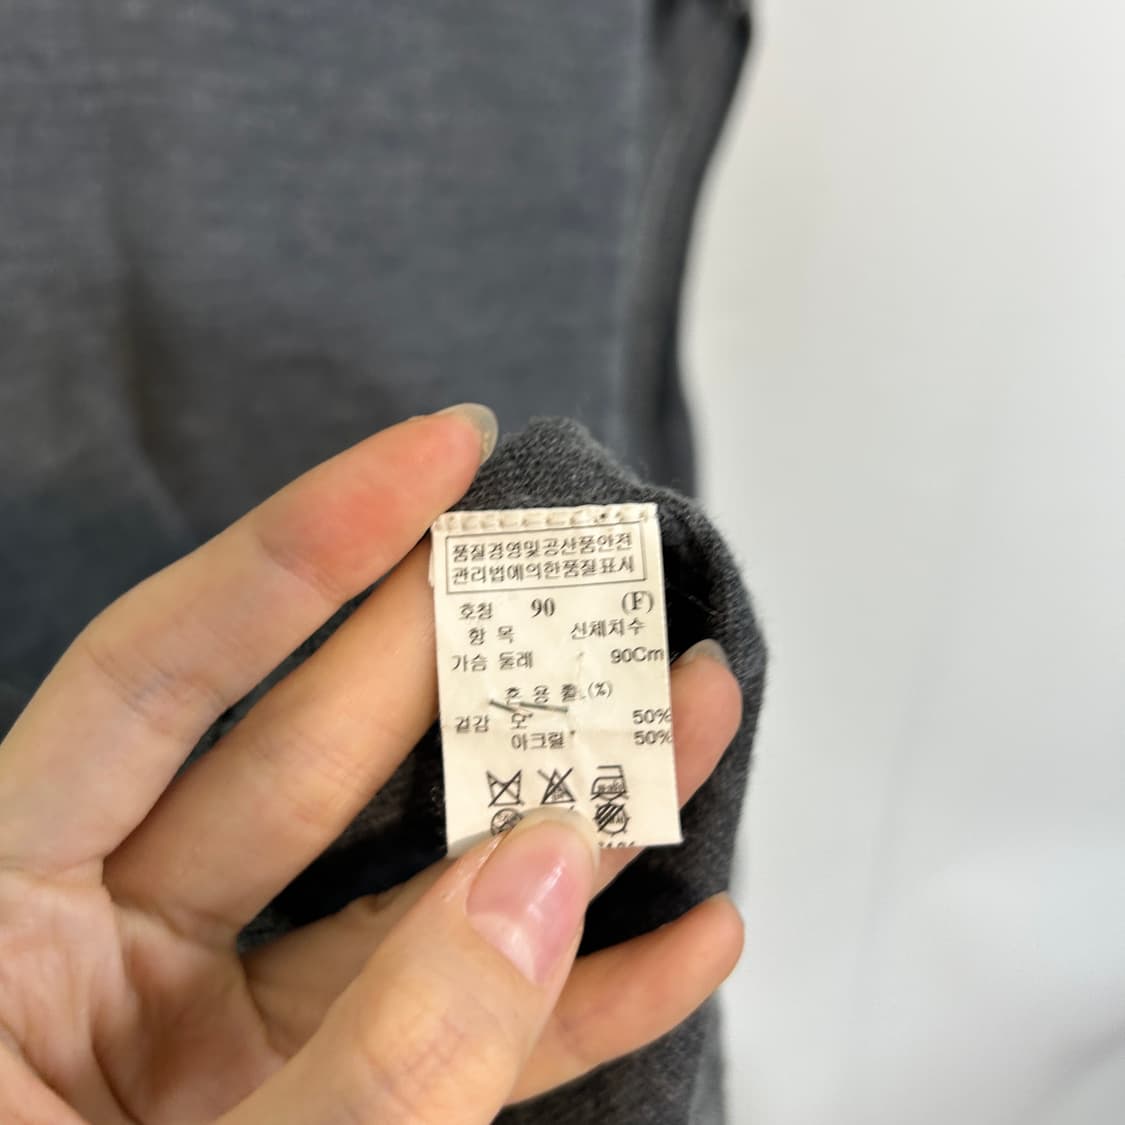 품질경영및공산품안전
관리법에의한품질표시
호칭 90 (F)
항 목 신체치수
가슴 둘레 90Cm
혼 용 률 (%)
겉감 모 50%
아크릴 50%